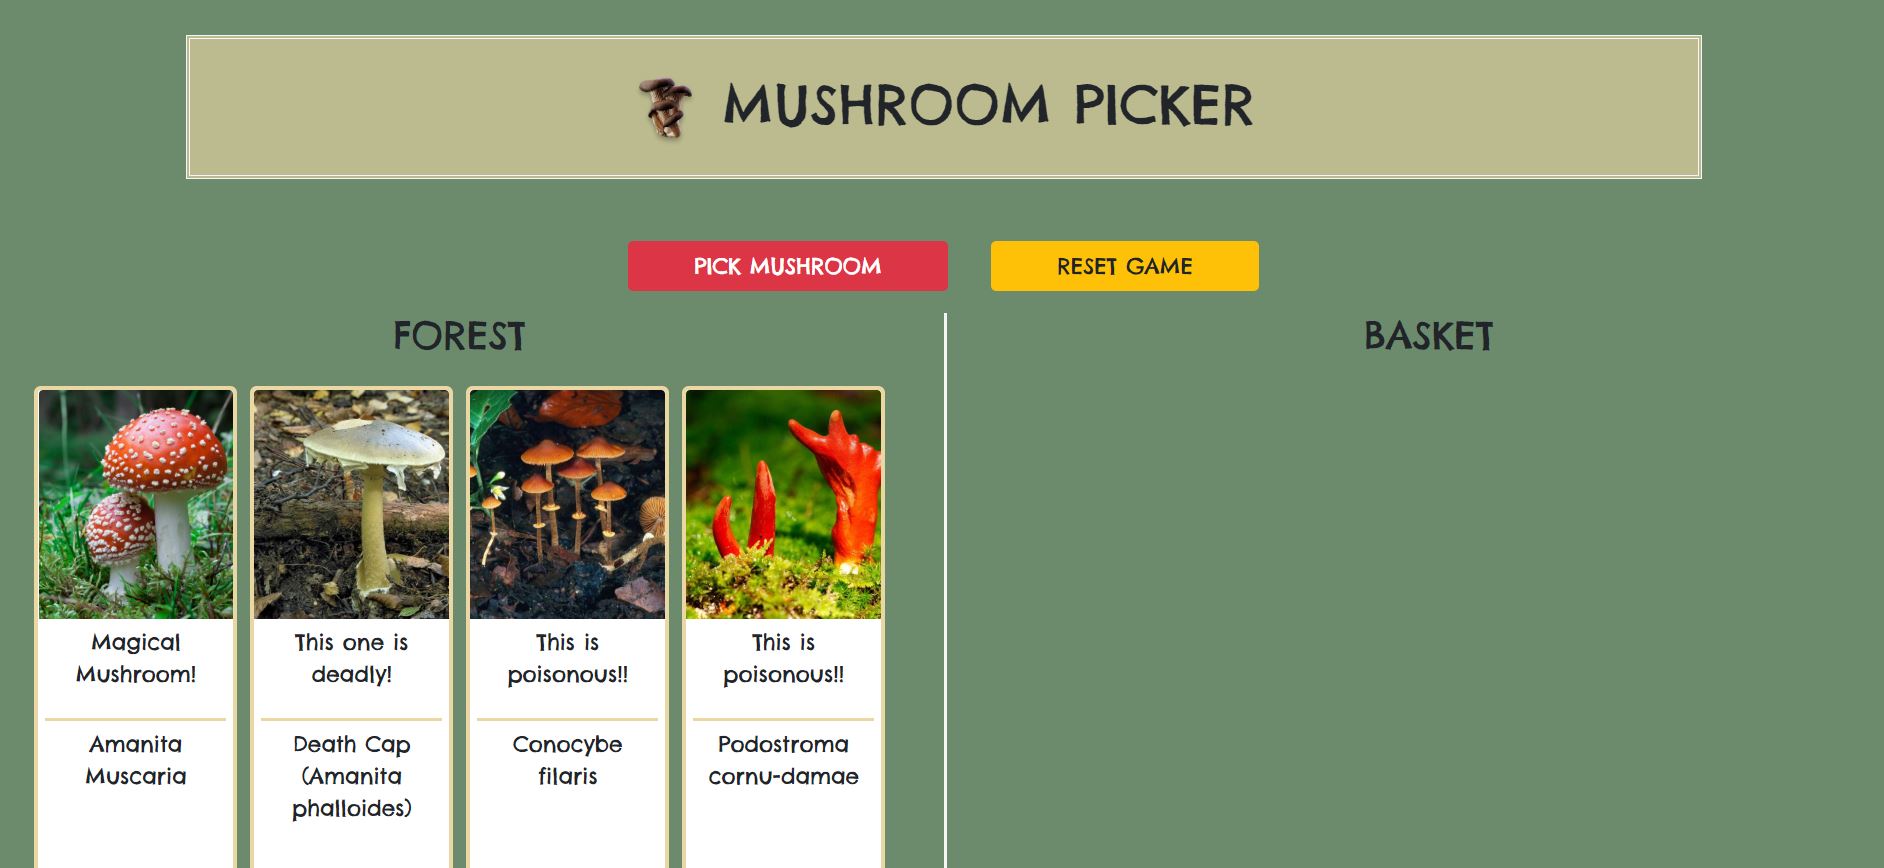 MUSHROOM PICKER
PICK MUSHROOM
RESET GAME
FOREST
BASKET
Magical
Mushroom!
Amanita
Muscaria
This one is
deadly!
Death Cap
(Amanita
phalloides)
This is
poisonous!!
Conocybe
filaris
This is
poisonous!!
Podostroma
cornu-damae